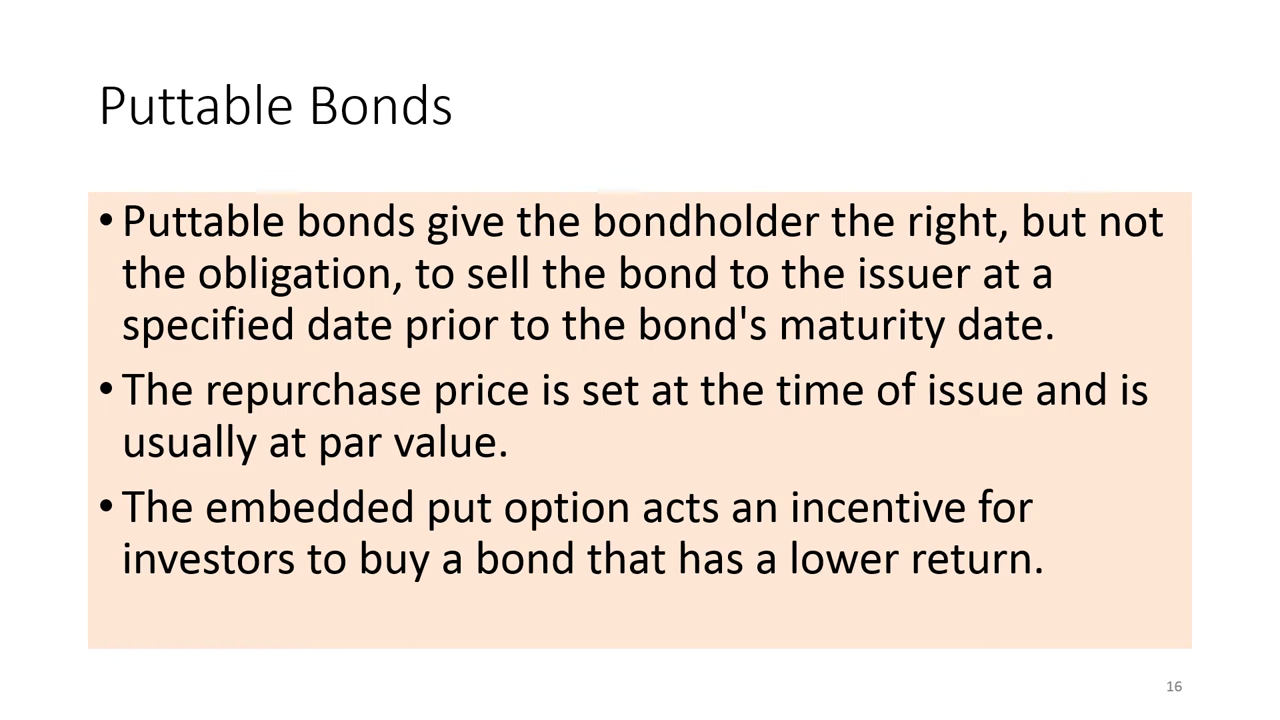 Puttable Bonds
• Puttable bonds give the bondholder the right, but not
the obligation, to sell the bond to the issuer at a
specified date prior to the bond's maturity date.
• The repurchase price is set at the time of issue and is
usually at par value.
• The embedded put option acts an incentive for
investors to buy a bond that has a lower return.
16